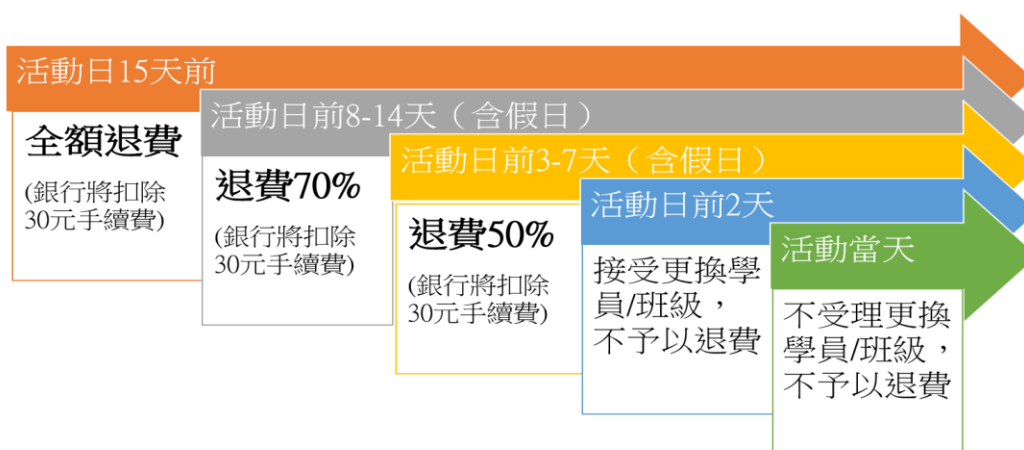 活動日15天前
全額退費
(銀行將扣除
30元手續費)
活動日前8-14天（含假日）
退費70%
(銀行將扣除
30元手續費)
活動日前3-7天（含假日）
退費50%
(銀行將扣除
30元手續費)
活動日前2天
接受更換學
員/班級，
不予以退費
活動當天
不受理更換
學員/班級，
不予以退費